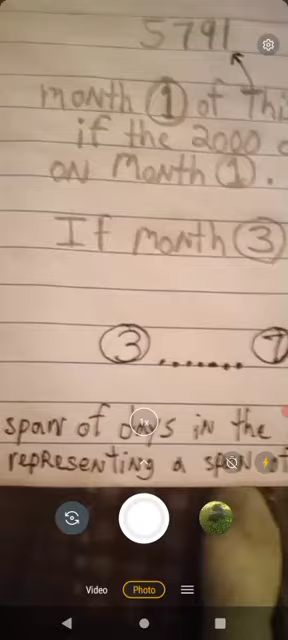 5791
month ① of Thi
if the 2000
on Month ①.
If month ③
③.......⑦
span of days in the
representing a span of
Video Photo